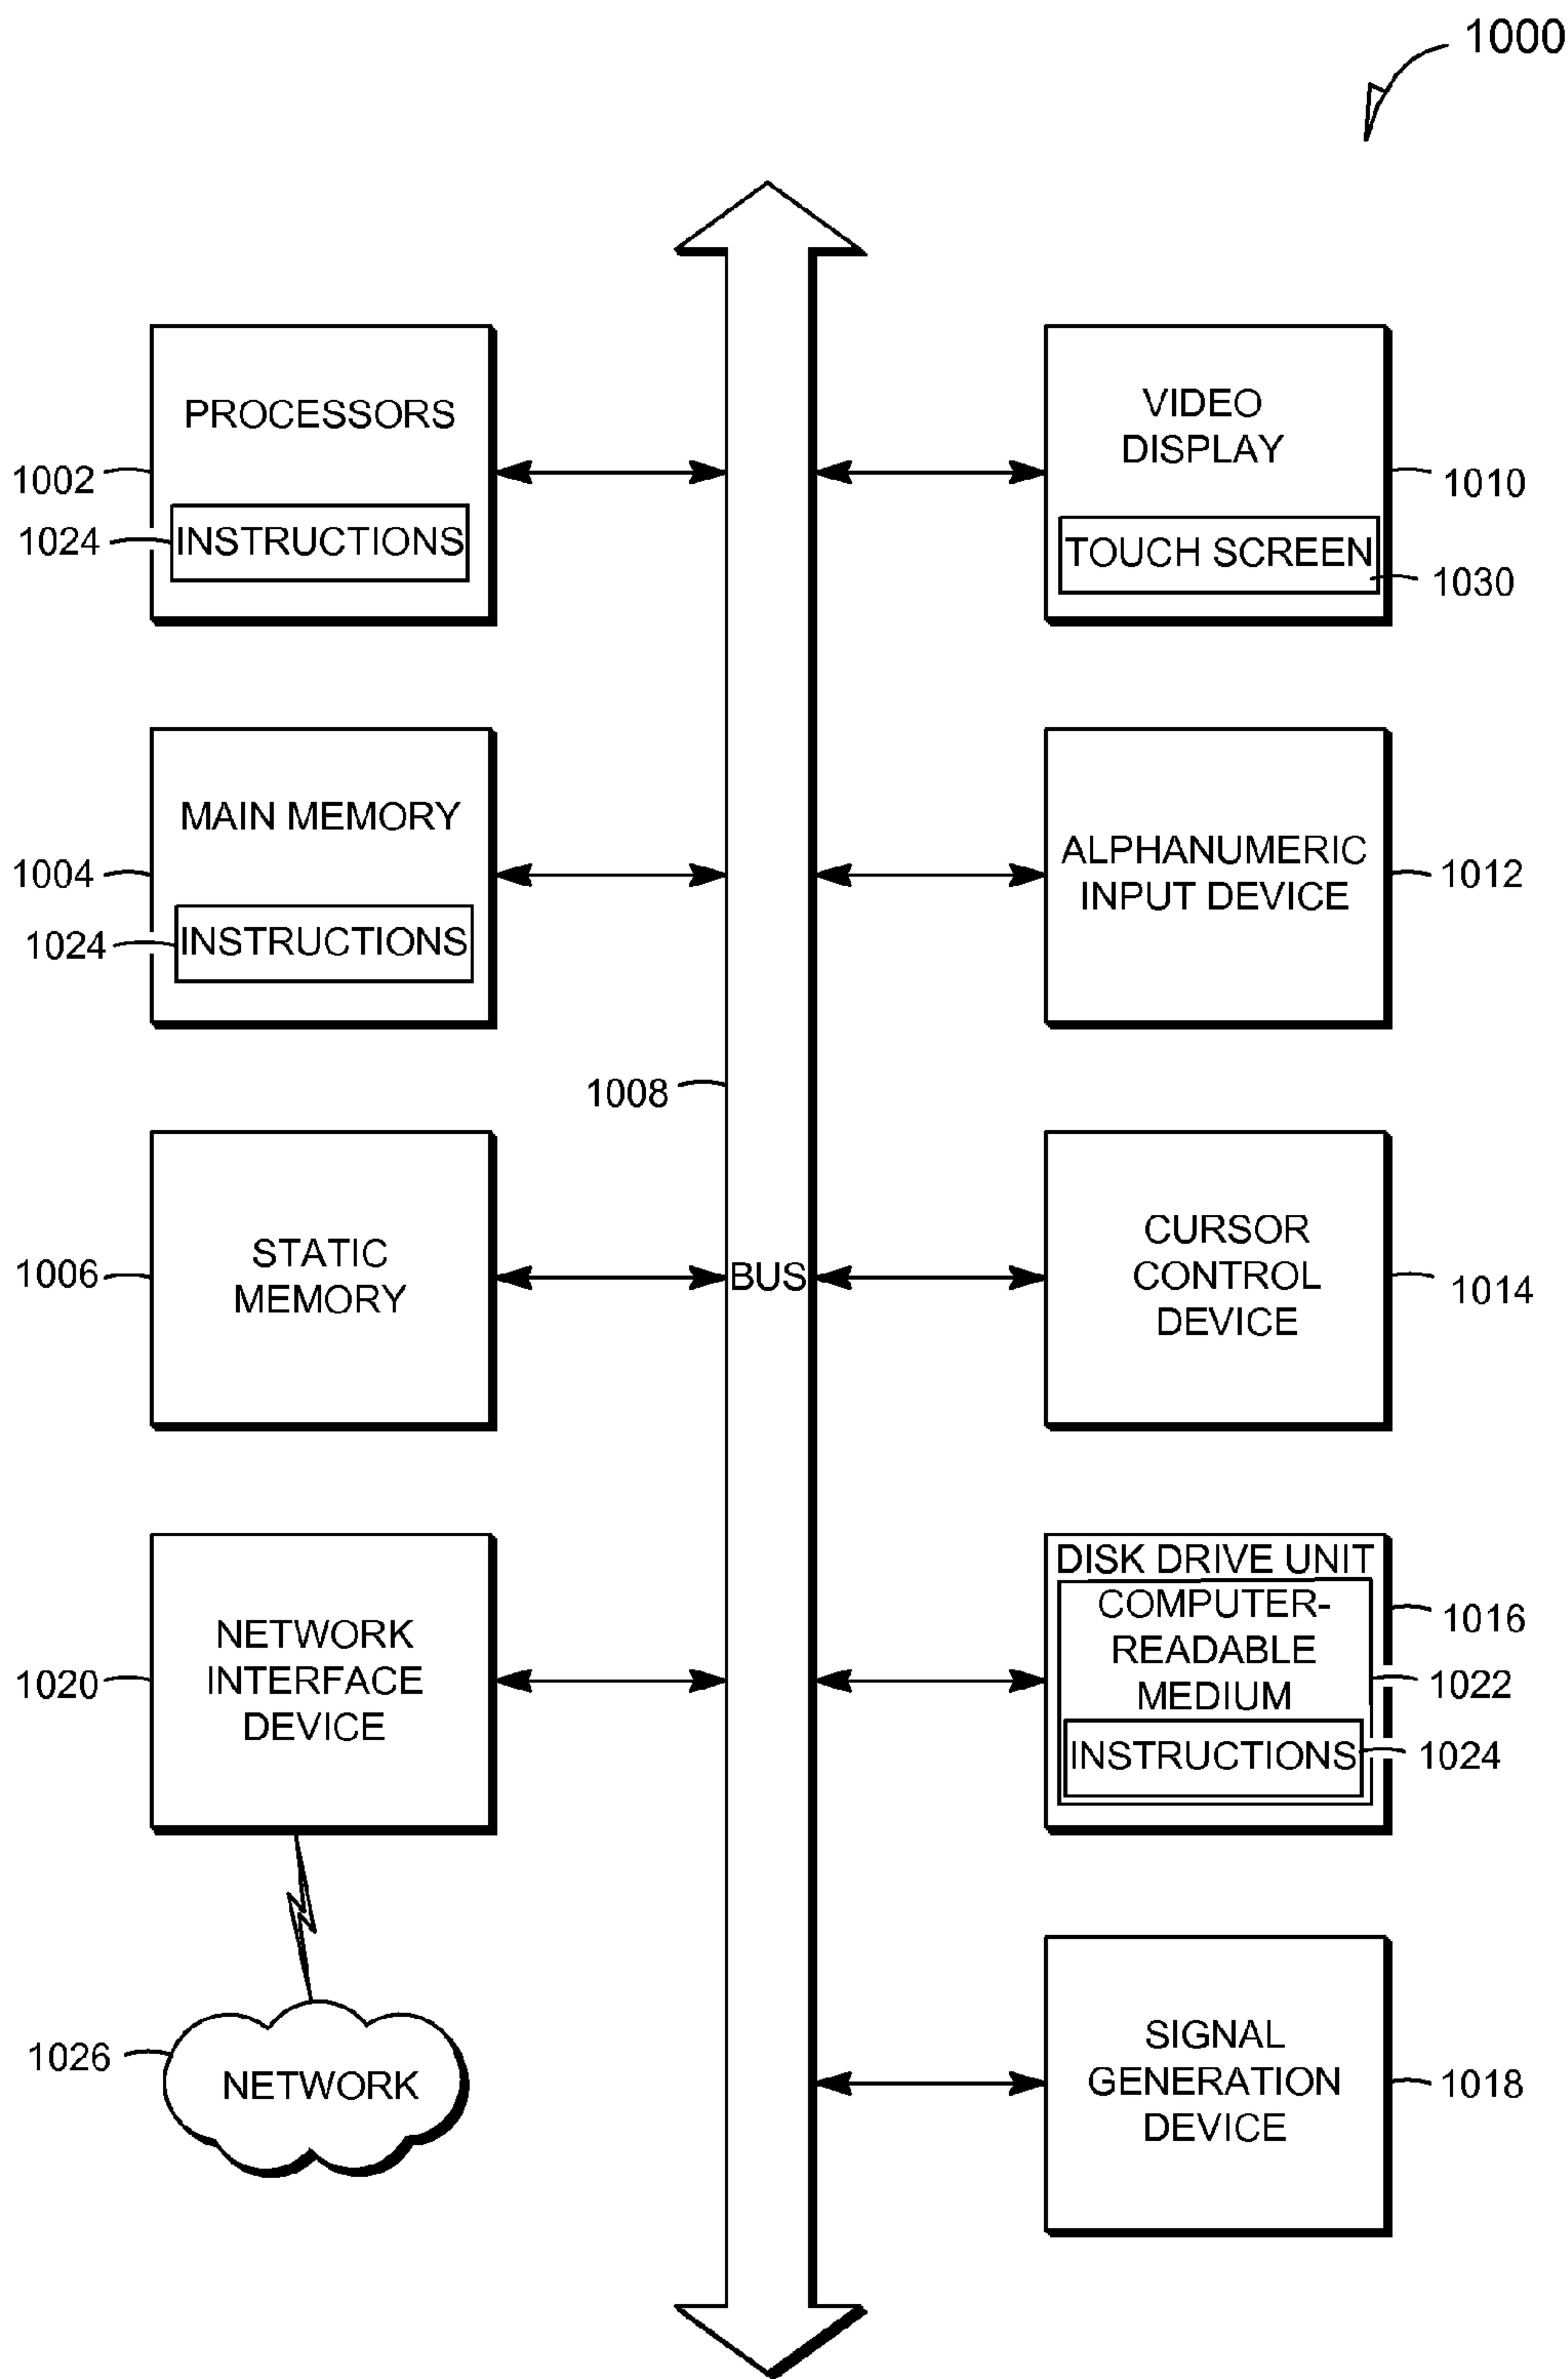 1000
PROCESSORS
1002
1024
INSTRUCTIONS
VIDEO
DISPLAY
1010
TOUCH SCREEN
1030
MAIN MEMORY
1004
1024
INSTRUCTIONS
ALPHANUMERIC
INPUT DEVICE
1012
1008
STATIC
MEMORY
1006
BUS
CURSOR
CONTROL
DEVICE
1014
NETWORK
INTERFACE
DEVICE
1020
DISK DRIVE UNIT
COMPUTER-
READABLE
MEDIUM
1016
1022
INSTRUCTIONS
1024
1026
NETWORK
SIGNAL
GENERATION
DEVICE
1018